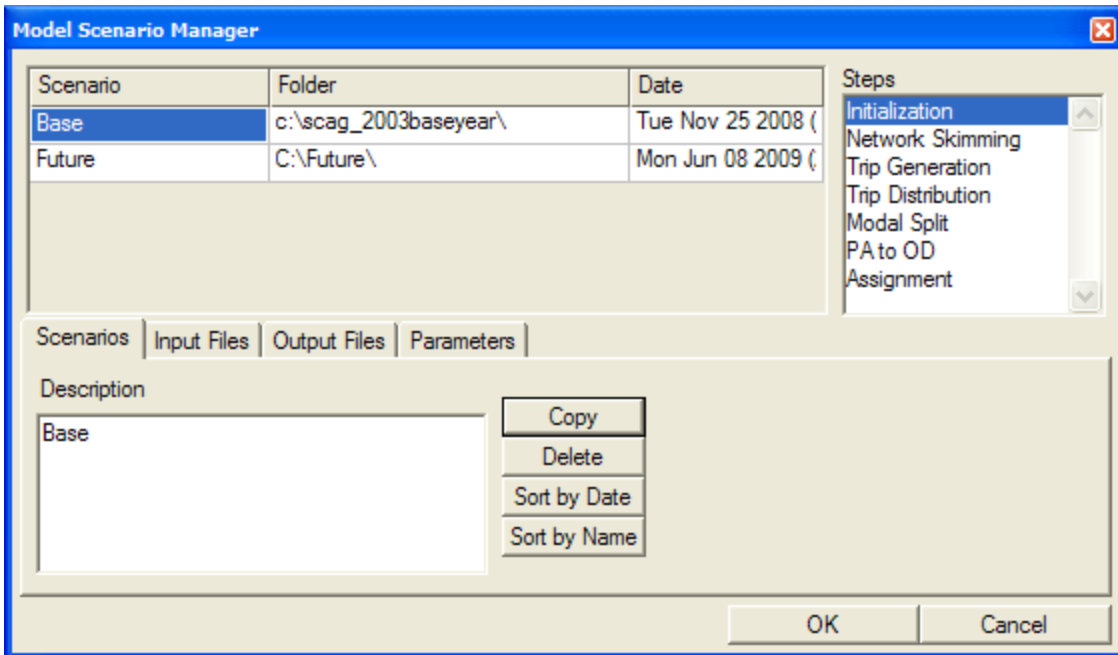 Model Scenario Manager
Scenario Folder Date
Base c:\scag_2003baseyear\ Tue Nov 25 2008 (
Future C:\Future\ Mon Jun 08 2009 (
Steps
Initialization
Network Skimming
Trip Generation
Trip Distribution
Modal Split
PA to OD
Assignment
Scenarios Input Files Output Files Parameters
Description
Base
Copy
Delete
Sort by Date
Sort by Name
OK Cancel